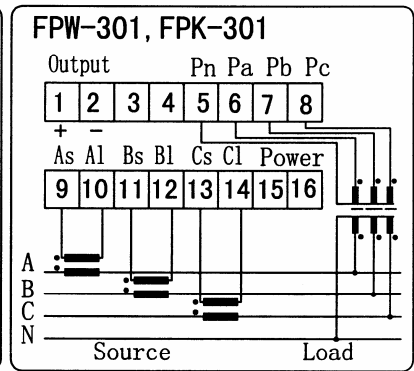 FPW-301, FPK-301
Output Pn Pa Pb Pc
1 2 3 4 5 6 7 8
+ −
As Al Bs Bl Cs Cl Power
9 10 11 12 13 14 15 16
A
B
C
N
Source Load